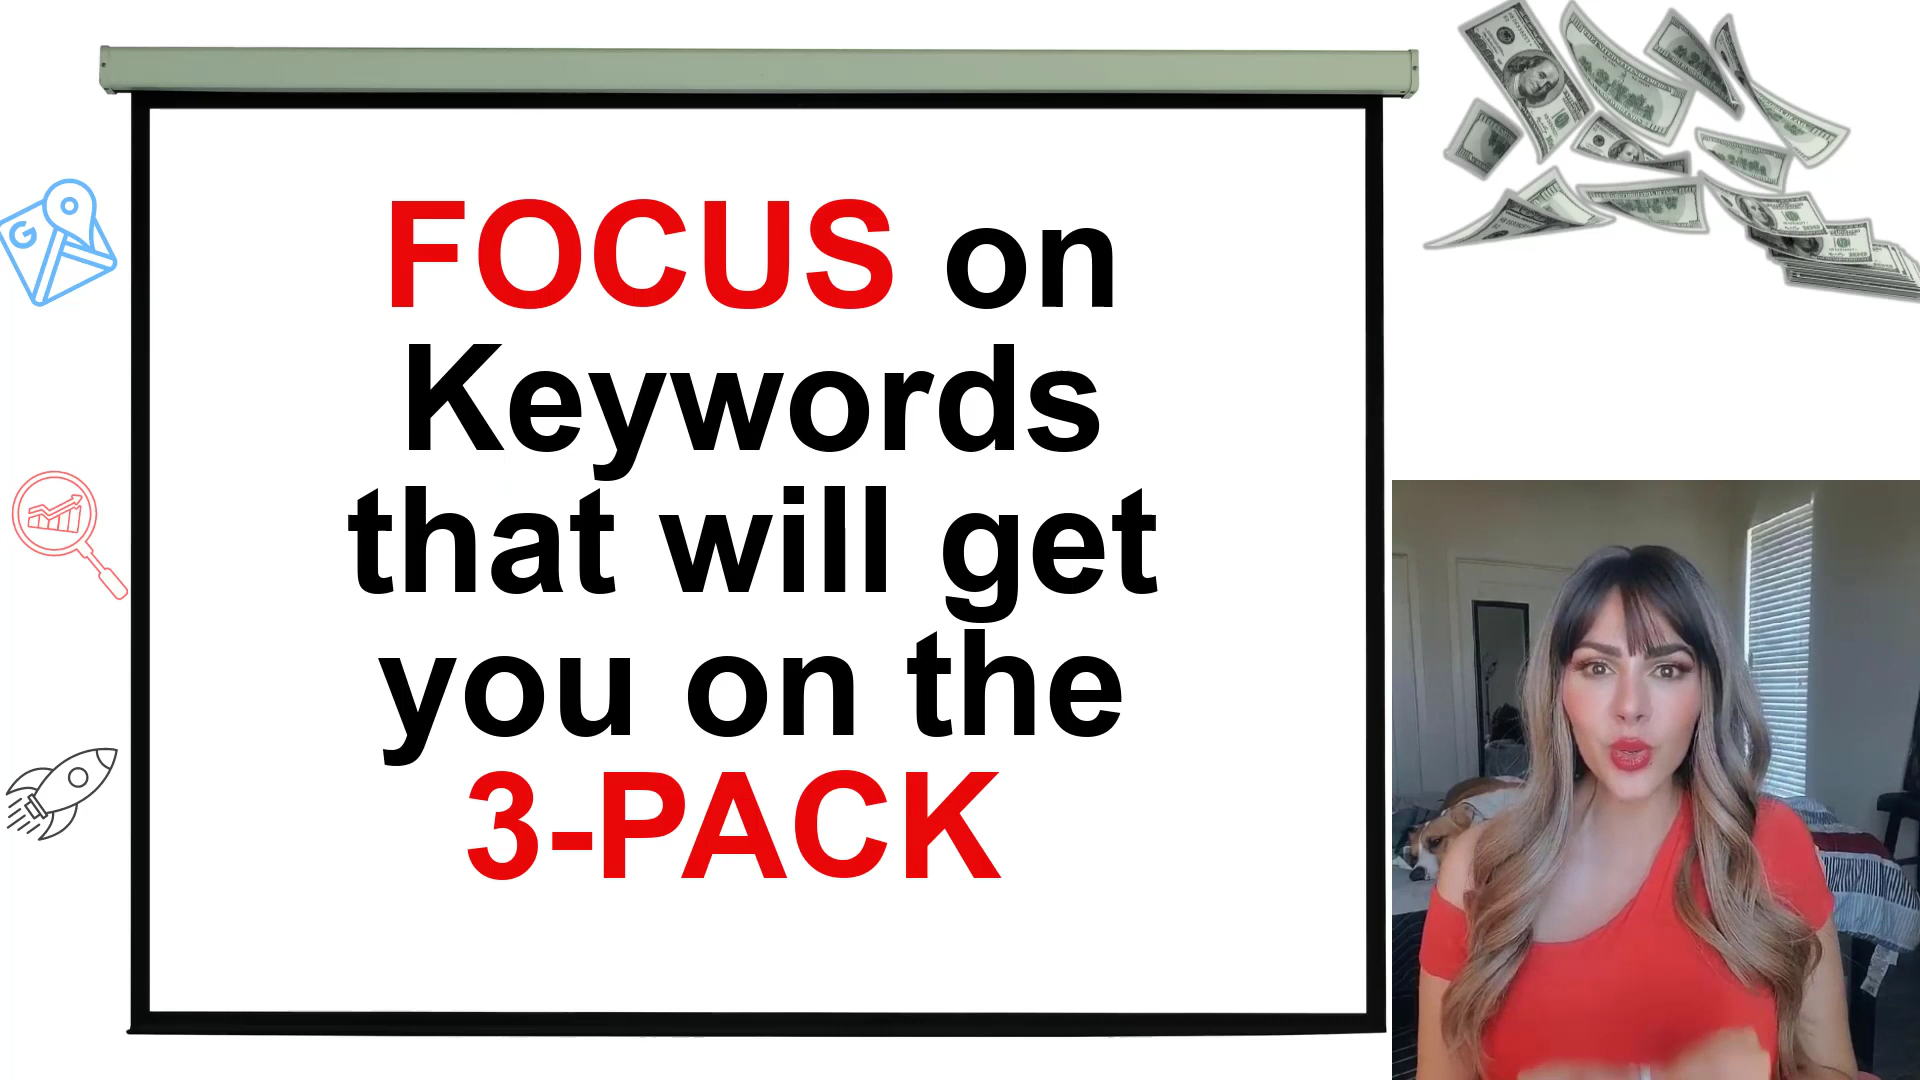 FOCUS on
Keywords
that will get
you on the
3-PACK
G